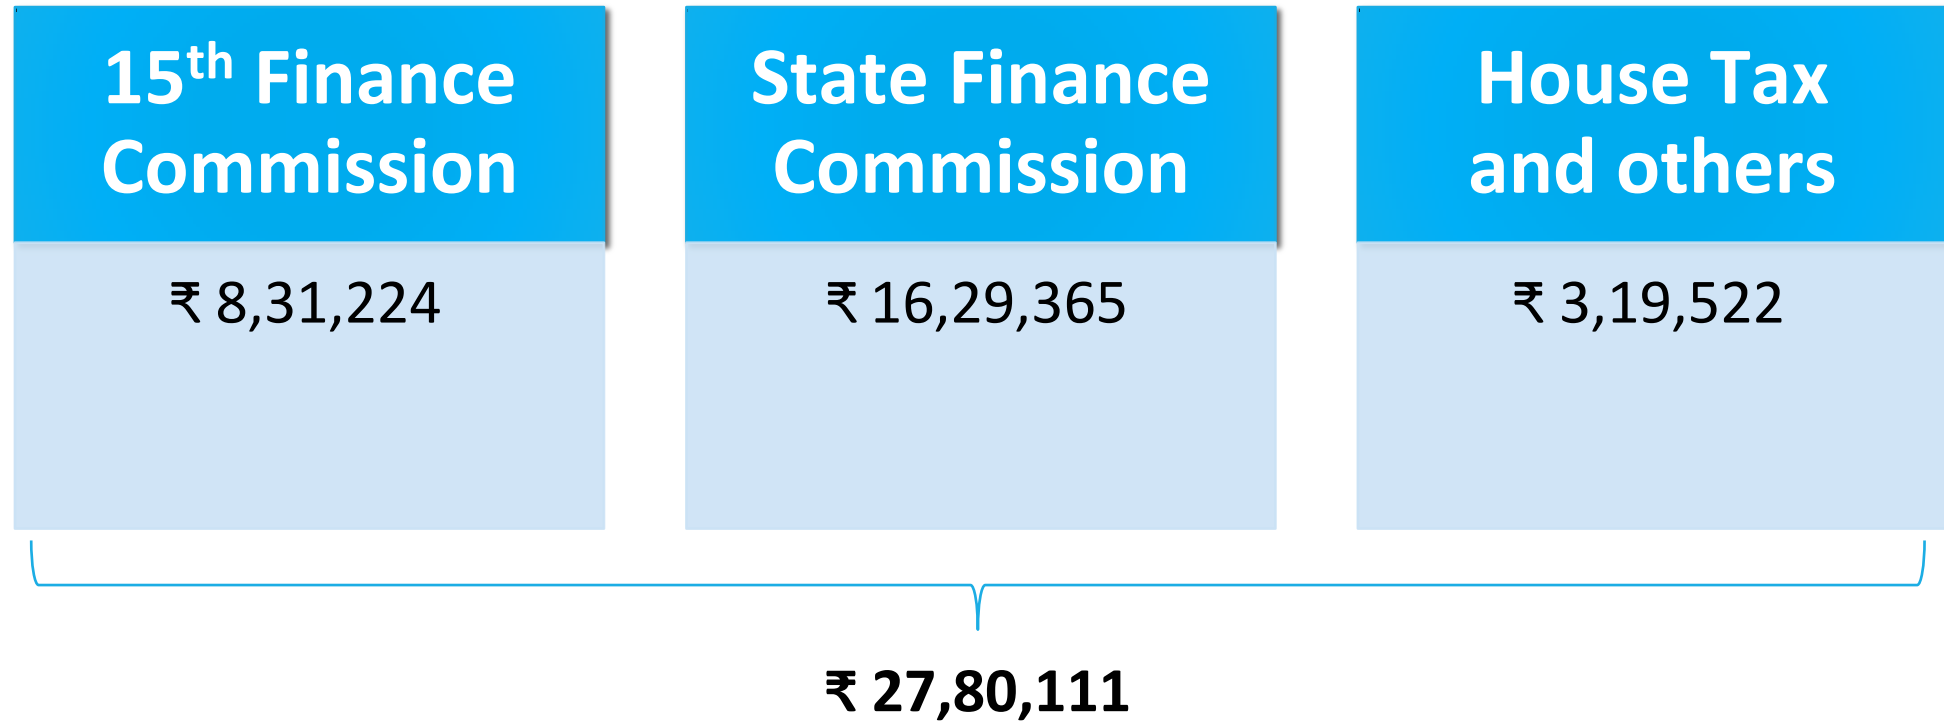 15th Finance
Commission
State Finance
Commission
House Tax
and others
₹ 8,31,224
₹ 16,29,365
₹ 3,19,522
₹ 27,80,111